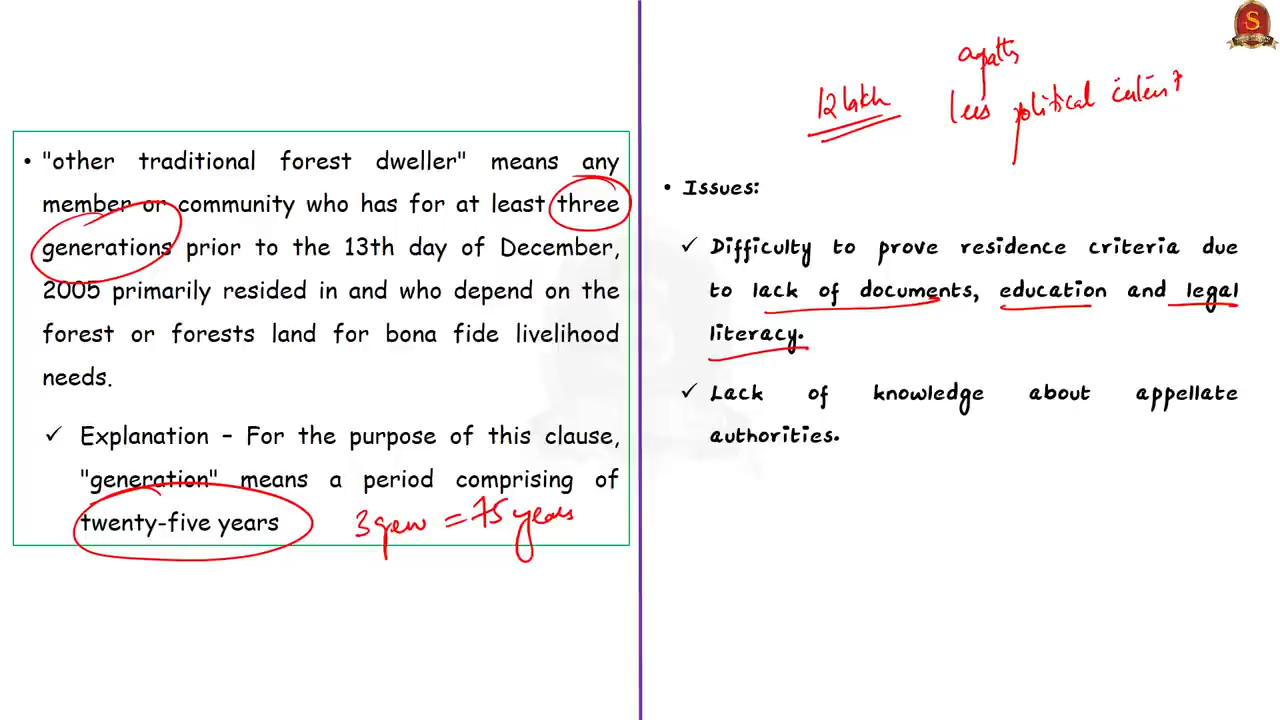 • "other traditional forest dweller" means any
member or community who has for at least three
generations prior to the 13th day of December,
2005 primarily resided in and who depend on the
forest or forests land for bona fide livelihood
needs.
✓ Explanation – For the purpose of this clause,
"generation" means a period comprising of
twenty-five years
3 gen = 75 years
12 lakh
less political
• Issues:
✓ Difficulty to prove residence criteria due
to lack of documents, education and legal
literacy.
✓ Lack of knowledge about appellate
authorities.
S